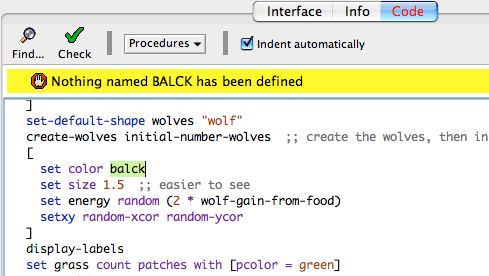 Interface Info Code
Find... Check Procedures Indent automatically
Nothing named BALCK has been defined
]
set-default-shape wolves "wolf"
create-wolves initial-number-wolves ;; create the wolves, then in
[
set color balck
set size 1.5 ;; easier to see
set energy random (2 * wolf-gain-from-food)
setxy random-xcor random-ycor
]
display-labels
set grass count patches with [pcolor = green]